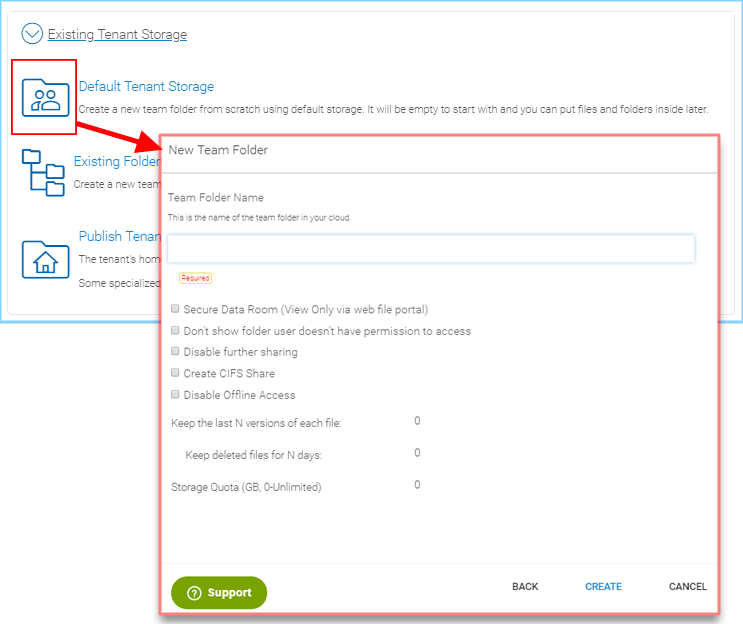 Existing Tenant Storage
Default Tenant Storage
Create a new team folder from scratch using default storage. It will be empty to start with and you can put files and folders inside later.
Existing Folder
Create a new team
Publish Tenan
The tenant's hom
Some specialized
New Team Folder
Team Folder Name
This is the name of the team folder in your cloud.
Required
Secure Data Room (View Only via web file portal)
Don't show folder user doesn't have permission to access
Disable further sharing
Create CIFS Share
Disable Offline Access
Keep the last N versions of each file: 0
Keep deleted files for N days: 0
Storage Quota (GB, 0-Unlimited) 0
? Support BACK CREATE CANCEL